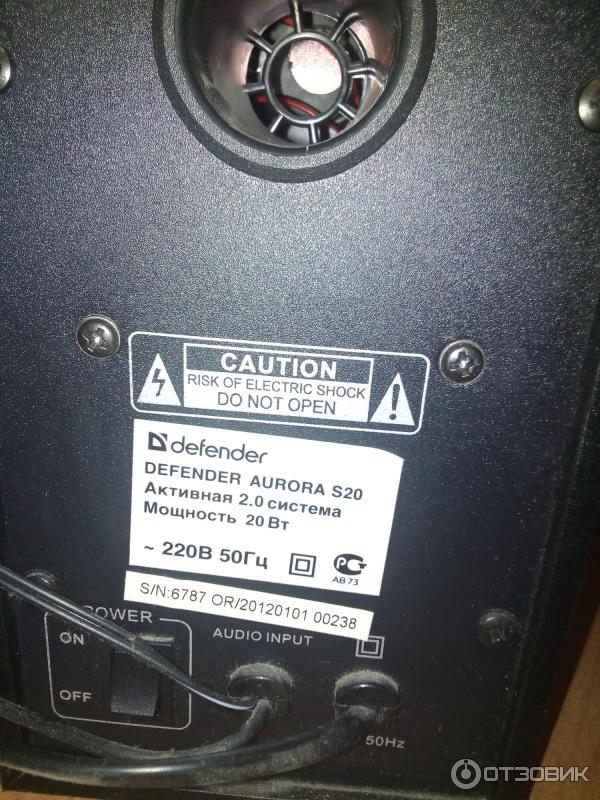 CAUTION
RISK OF ELECTRIC SHOCK
DO NOT OPEN
defender
DEFENDER AURORA S20
Активная 2.0 система
Мощность 20 Вт
~ 220В 50Гц
АВ 73
S/N:6787 OR/20120101 00238
POWER
ON
OFF
AUDIO INPUT
50Hz
ОТЗОВИК